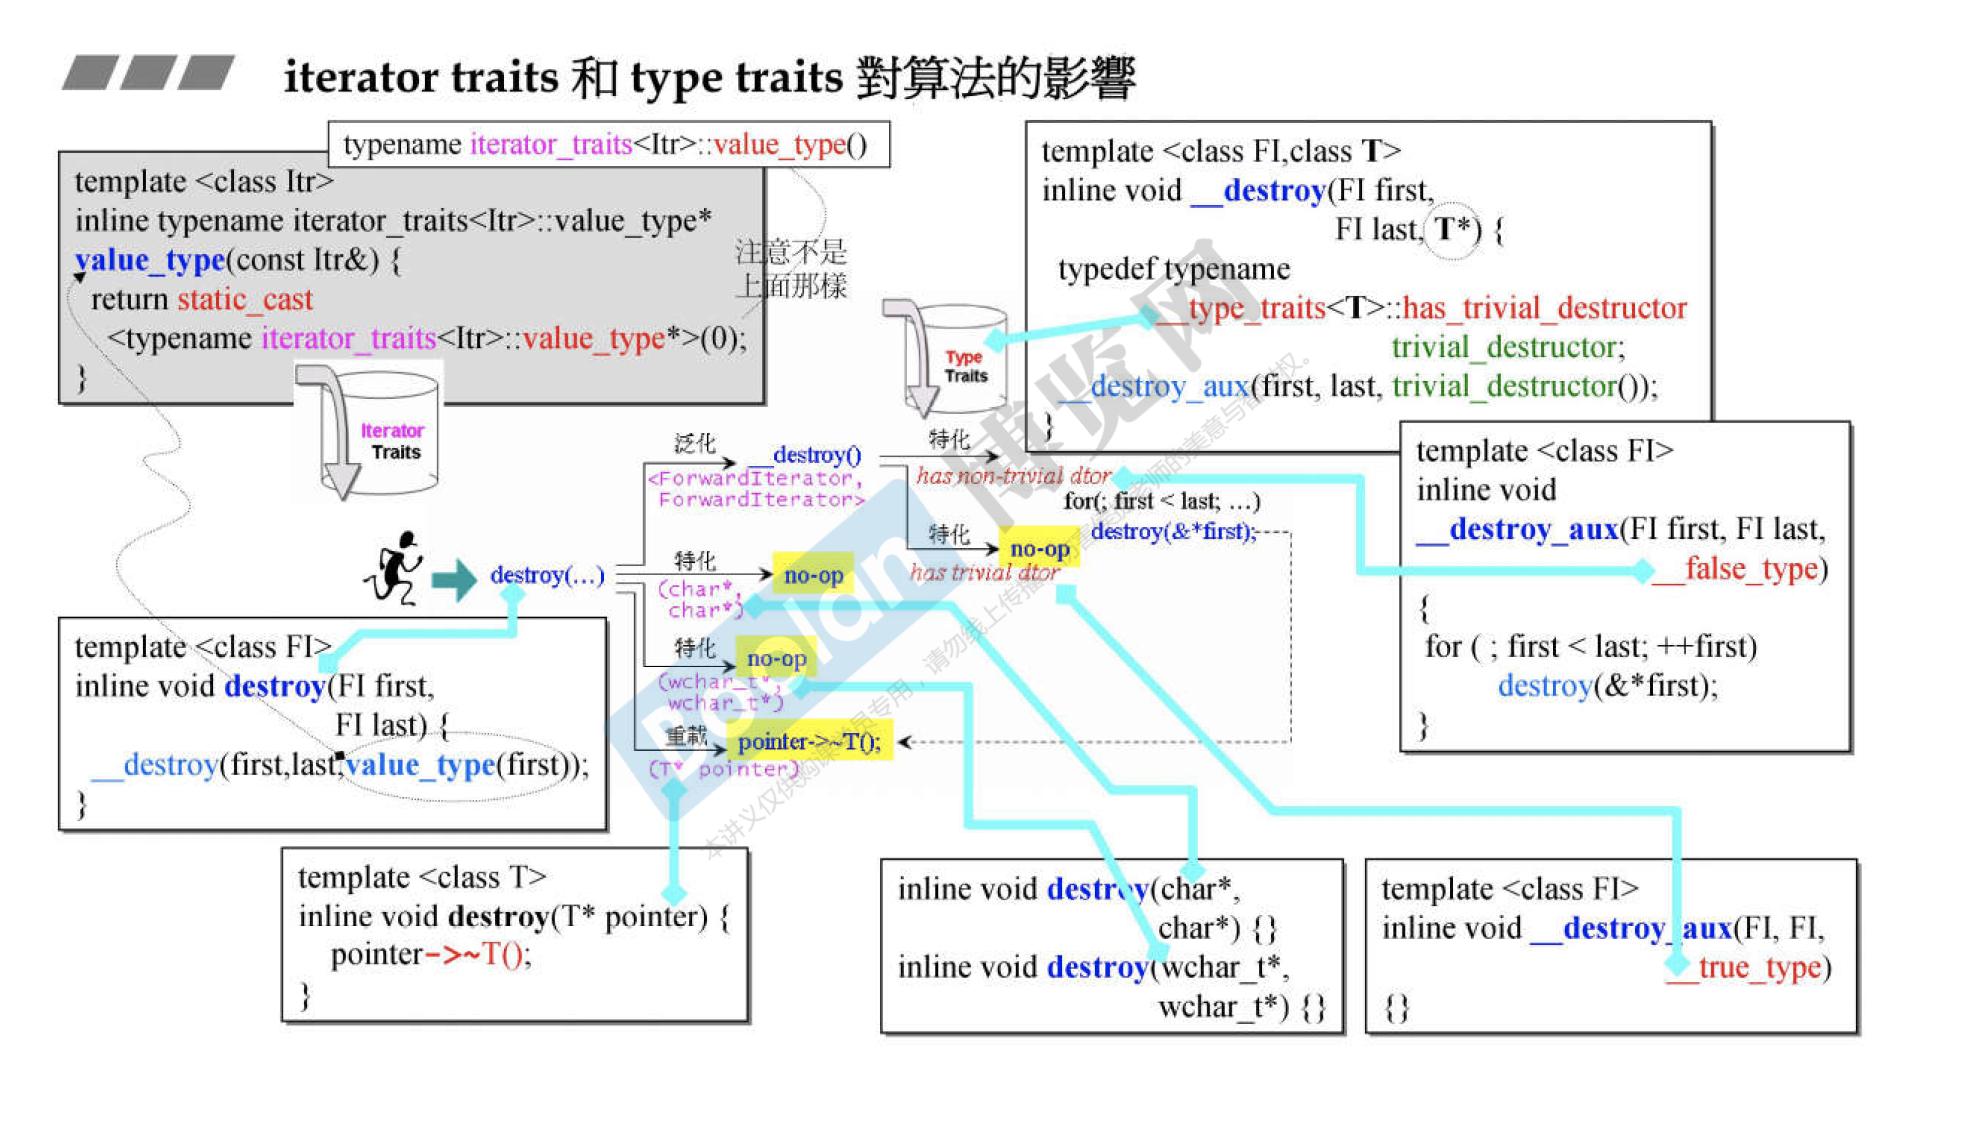 iterator traits 和 type traits 對算法的影響
typename iterator_traits<Itr>::value_type()
template <class Itr>
inline typename iterator_traits<Itr>::value_type*
value_type(const Itr&) {
return static_cast
<typename iterator_traits<Itr>::value_type*>(0);
}
注意不是
上面那樣
Iterator
Traits
template <class FI,class T>
inline void __destroy(FI first,
FI last, T*) {
typedef typename
__type_traits<T>::has_trivial_destructor
trivial_destructor;
__destroy_aux(first, last, trivial_destructor());
}
Type
Traits
destroy(…)
泛化
__destroy()
<ForwardIterator,
ForwardIterator>
特化
has non-trivial dtor
for(; first < last; …)
destroy(&*first);
特化
no-op
has trivial dtor
特化
no-op
(char*,
char*)
特化
no-op
(wchar_t*,
wchar_t*)
重載
pointer->~T();
(T* pointer)
template <class FI>
inline void
__destroy_aux(FI first, FI last,
__false_type)
{
for ( ; first < last; ++first)
destroy(&*first);
}
template <class FI>
inline void destroy(FI first,
FI last) {
__destroy(first,last,value_type(first));
}
template <class T>
inline void destroy(T* pointer) {
pointer->~T();
}
inline void destroy(char*,
char*) {}
inline void destroy(wchar_t*,
wchar_t*) {}
template <class FI>
inline void __destroy_aux(FI, FI,
__true_type)
{}
Boolan
博览网